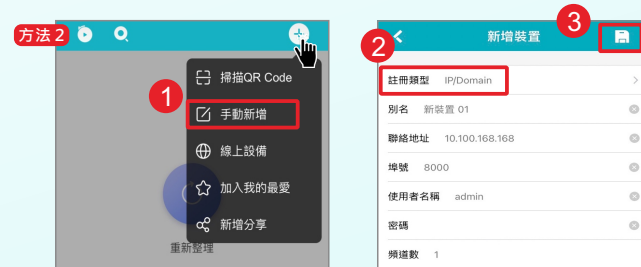 方法 2
1
掃描QR Code
手動新增
線上設備
加入我的最愛
新增分享
重新整理
2
新增裝置
3
註冊類型 IP/Domain
別名 新裝置 01
聯絡地址 10.100.168.168
埠號 8000
使用者名稱 admin
密碼
頻道數 1